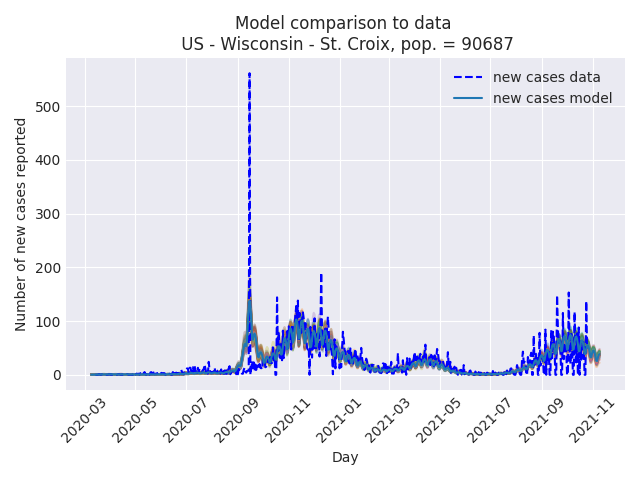 Model comparison to data
US - Wisconsin - St. Croix, pop. = 90687
new cases data
new cases model
Number of new cases reported
500
400
300
200
100
0
2020-03
2020-05
2020-07
2020-09
2020-11
2021-01
2021-03
2021-05
2021-07
2021-09
2021-11
Day